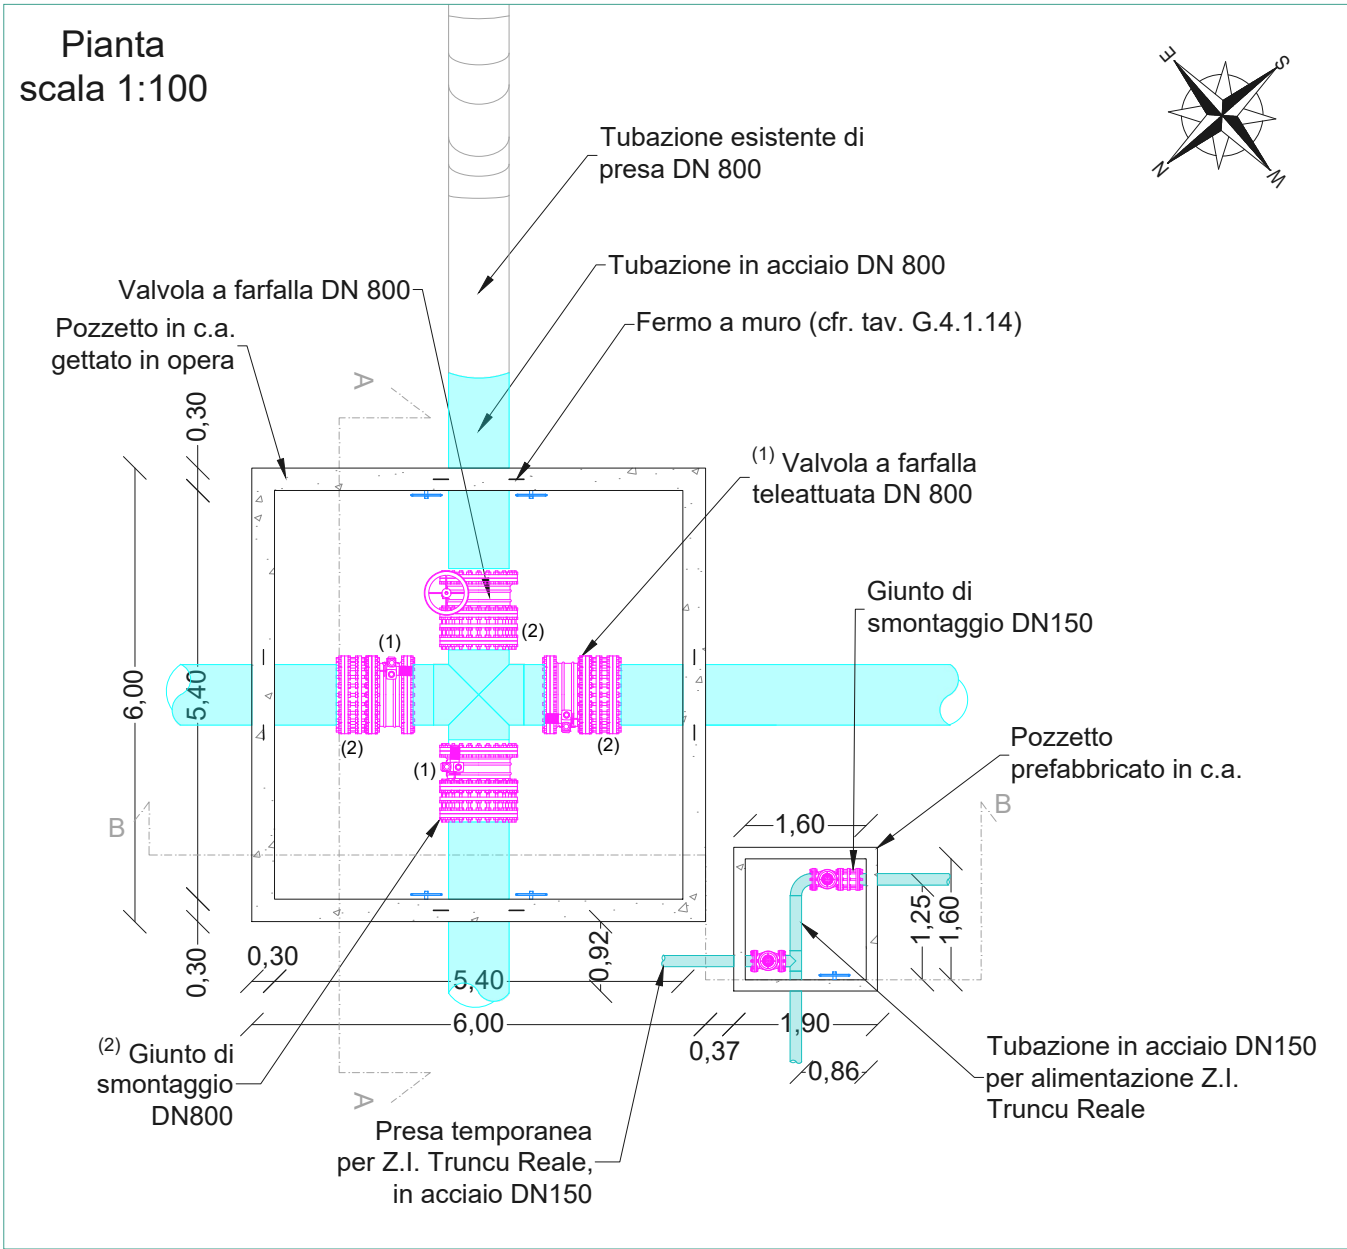 Pianta
scala 1:100
E
S
N
W
Tubazione esistente di
presa DN 800
Tubazione in acciaio DN 800
Valvola a farfalla DN 800
Fermo a muro (cfr. tav. G.4.1.14)
Pozzetto in c.a.
gettato in opera
A
0,30
(1) Valvola a farfalla
teleattuata DN 800
Giunto di
smontaggio DN150
(2)
(1)
6,00
5,40
(2)
(2)
(1)
Pozzetto
prefabbricato in c.a.
B
B
1,60
1,25
1,60
0,30
0,30
5,40
0,92
6,00
0,37
1,90
0,86
(2) Giunto di
smontaggio
DN800
A
Tubazione in acciaio DN150
per alimentazione Z.I.
Truncu Reale
Presa temporanea
per Z.I. Truncu Reale,
in acciaio DN150